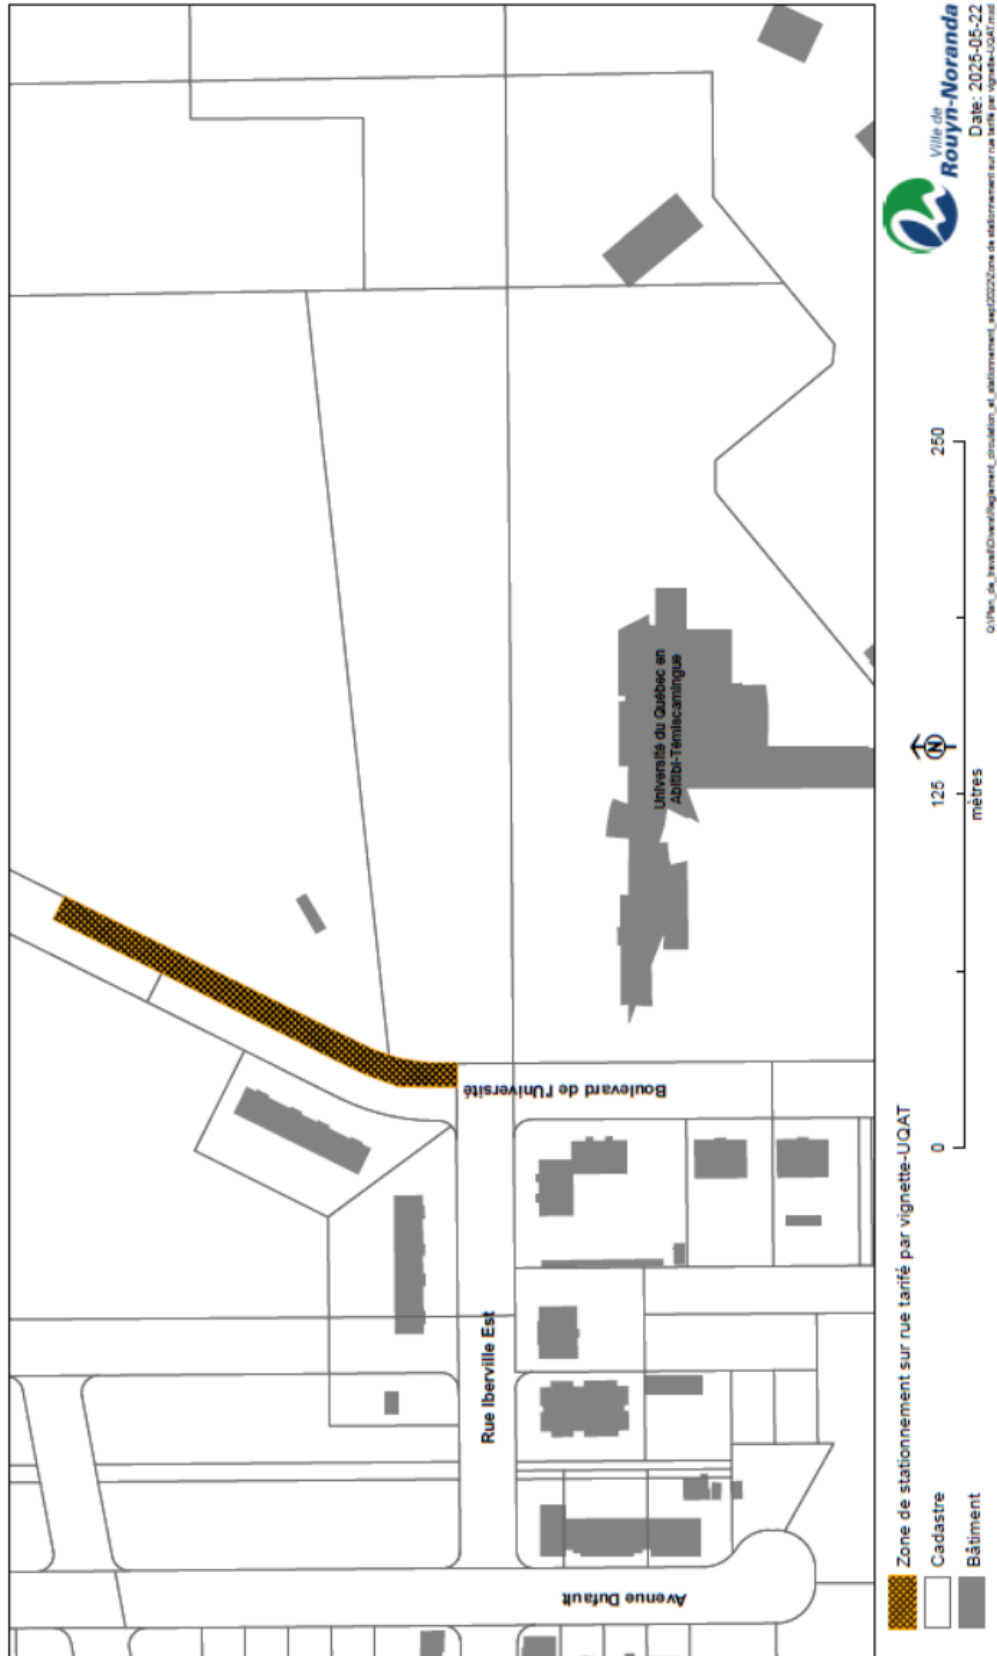 Université du Québec en
Abitibi-Témiscamingue
Boulevard de l'Université
Rue Iberville Est
Avenue Dufault
Zone de stationnement sur rue tarifé par vignette-UQAT
Cadastre
Bâtiment
0
125
250
mètres
N
Ville de
Rouyn-Noranda
Date: 2025-05-22